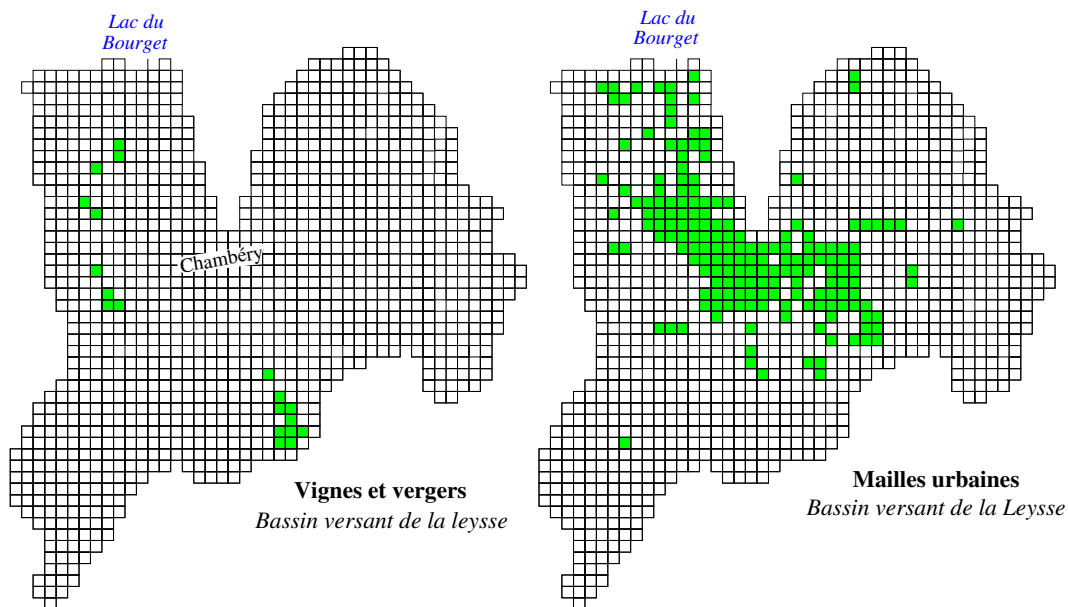 Lac du
Bourget
Chambéry
Vignes et vergers
Bassin versant de la leysse
Lac du
Bourget
Mailles urbaines
Bassin versant de la Leysse